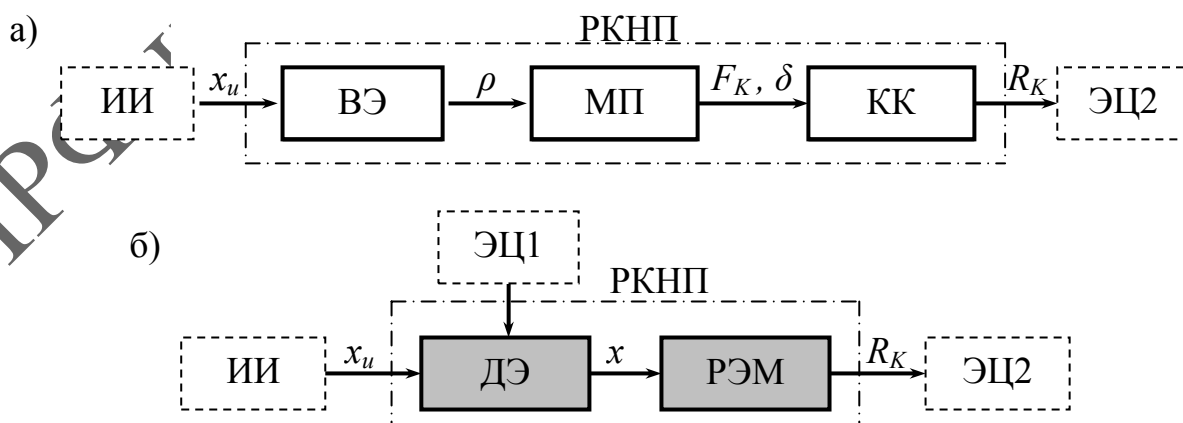 а)
РКНП
ИИ
x_u
ВЭ
ρ
МП
F_K , δ
КК
R_K
ЭЦ2
б)
ЭЦ1
РКНП
ИИ
x_u
ДЭ
x
РЭМ
R_K
ЭЦ2